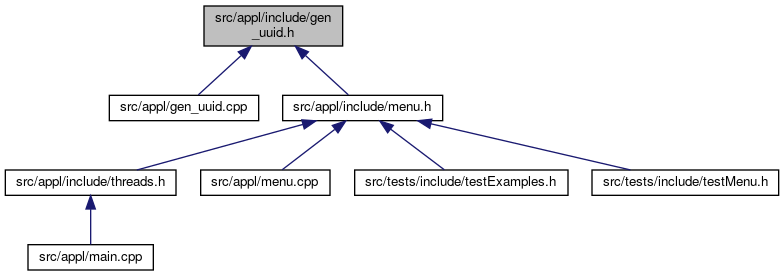 src/appl/include/gen
_uuid.h
src/appl/gen_uuid.cpp
src/appl/include/menu.h
src/appl/include/threads.h
src/appl/menu.cpp
src/tests/include/testExamples.h
src/tests/include/testMenu.h
src/appl/main.cpp